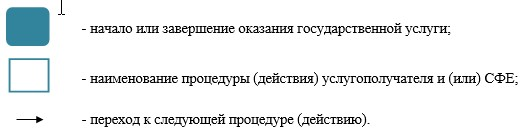 - начало или завершение оказания государственной услуги;
- наименование процедуры (действия) услугополучателя и (или) СФЕ;
- переход к следующей процедуре (действию).